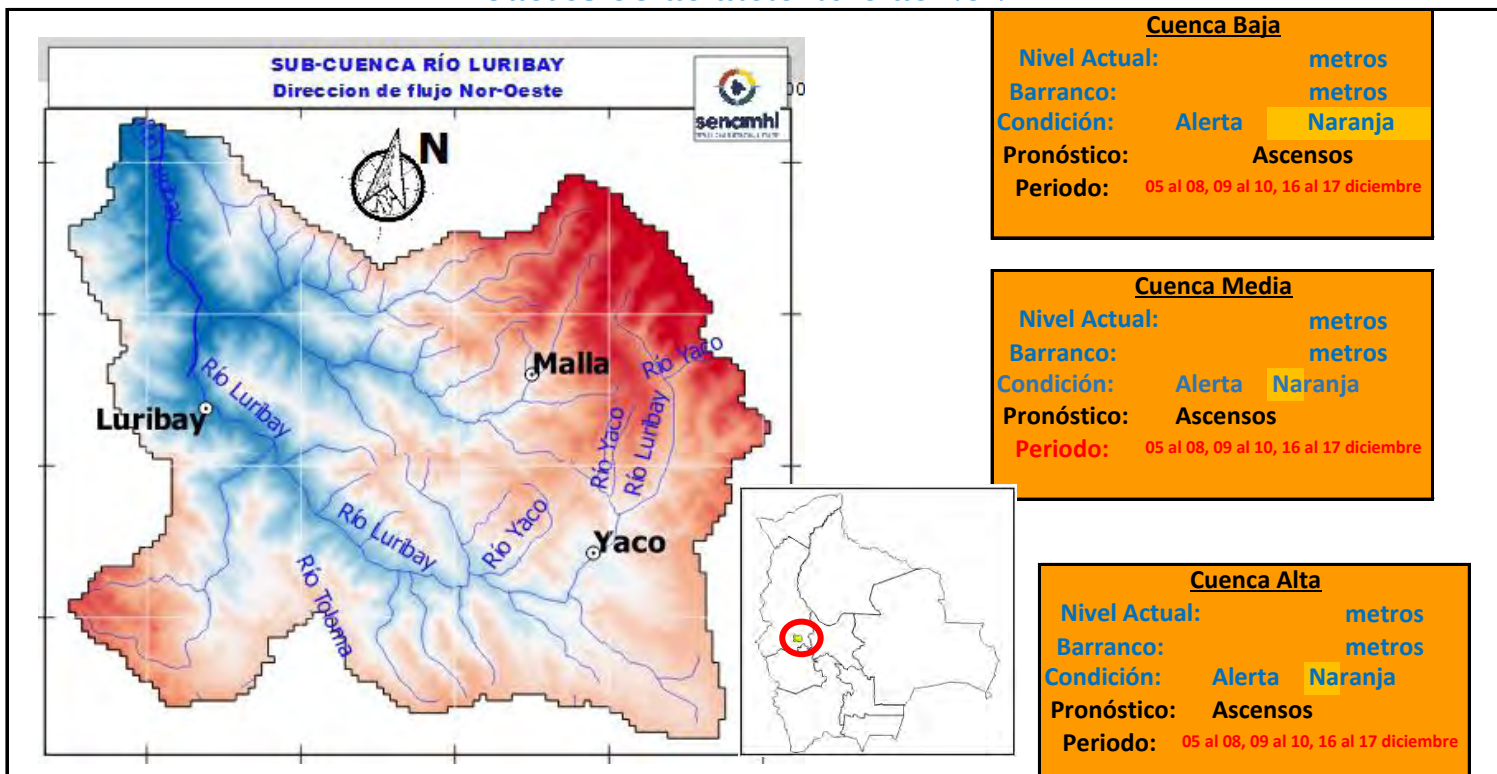 SUB-CUENCA RÍO LURIBAY
Direccion de flujo Nor-Oeste
senamhi
00
N
Río Luribay
Malla
Río Yaco
Luribay
Río Luribay
Río Yaco
Río Luribay
Río Luribay
Río Yaco
Yaco
Río Tolama
Cuenca Baja
Nivel Actual: metros
Barranco: metros
Condición: Alerta Naranja
Pronóstico: Ascensos
Periodo: 05 al 08, 09 al 10, 16 al 17 diciembre
Cuenca Media
Nivel Actual: metros
Barranco: metros
Condición: Alerta Naranja
Pronóstico: Ascensos
Periodo: 05 al 08, 09 al 10, 16 al 17 diciembre
Cuenca Alta
Nivel Actual: metros
Barranco: metros
Condición: Alerta Naranja
Pronóstico: Ascensos
Periodo: 05 al 08, 09 al 10, 16 al 17 diciembre